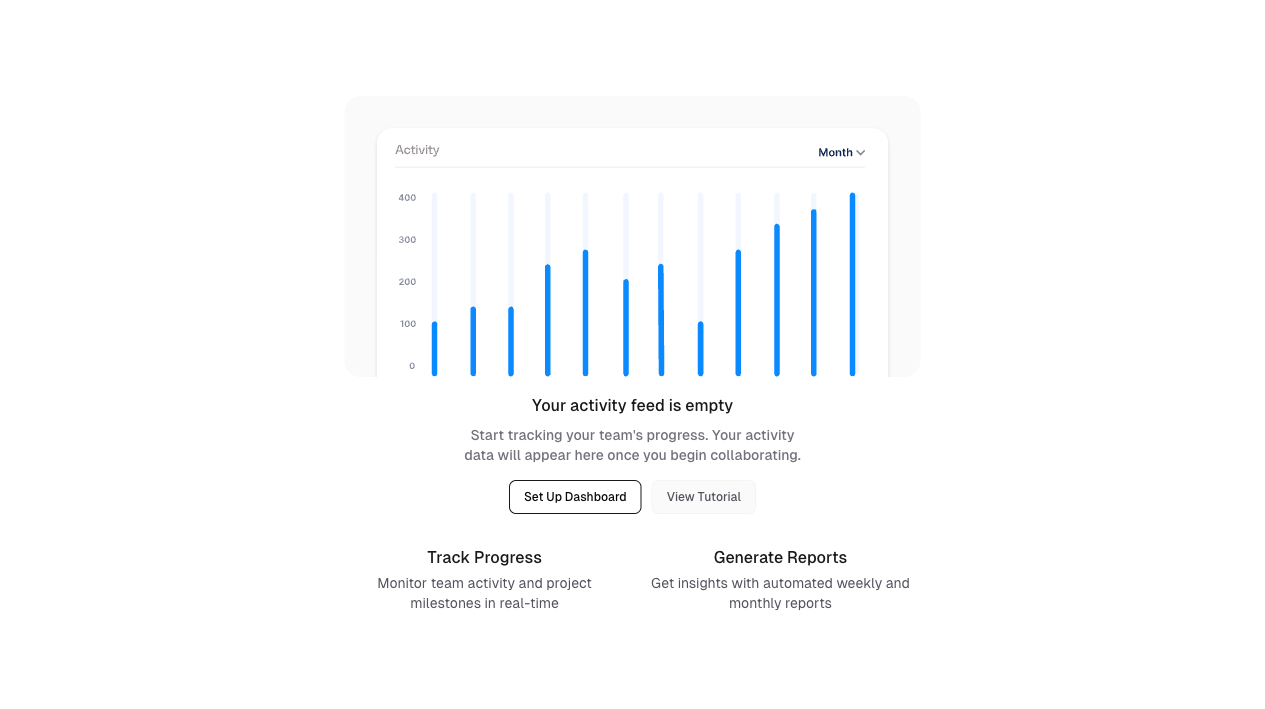 Activity
Month
400
300
200
100
0
Your activity feed is empty
Start tracking your team's progress. Your activity
data will appear here once you begin collaborating.
Set Up Dashboard
View Tutorial
Track Progress
Monitor team activity and project
milestones in real-time
Generate Reports
Get insights with automated weekly and
monthly reports